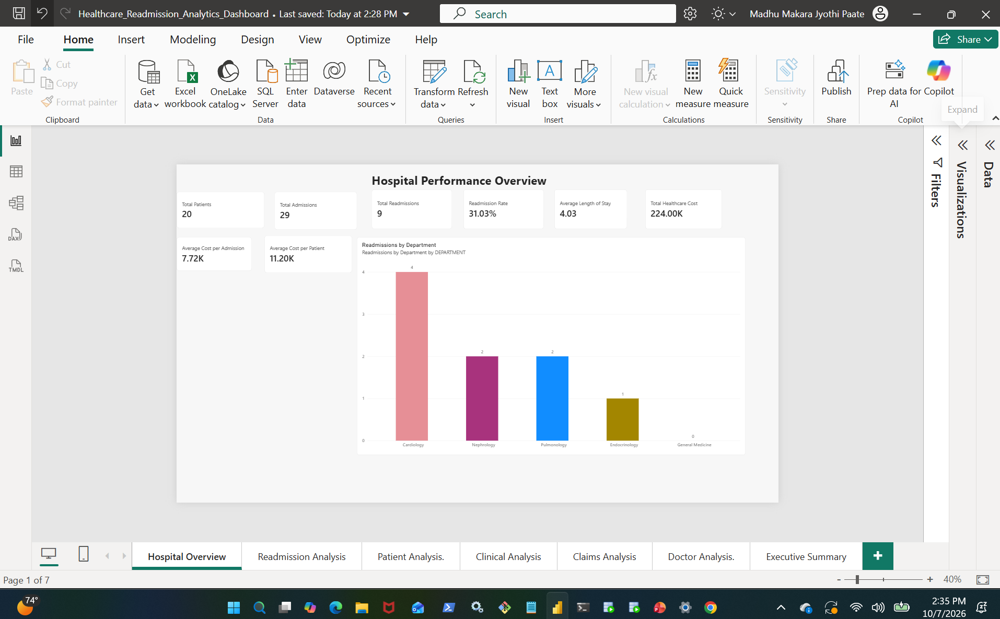 Healthcare_Readmission_Analytics_Dashboard • Last saved: Today at 2:28 PM
Search
Madhu Makara Jyothi Paate
File Home Insert Modeling Design View Optimize Help
Share
Paste
Cut
Copy
Format painter
Clipboard
Get data
Excel workbook
OneLake catalog
SQL Server
Enter data
Dataverse
Recent sources
Data
Transform data
Refresh
Queries
New visual
Text box
A
More visuals
Insert
New visual calculation
New measure
Quick measure
Calculations
Sensitivity
Sensitivity
Publish
Share
Prep data for AI
Copilot
Copilot
Expand
DAX
TMDL
Filters
Visualizations
Data
Hospital Performance Overview
Total Patients
20
Total Admissions
29
Total Readmissions
9
Readmission Rate
31.03%
Average Length of Stay
4.03
Total Healthcare Cost
224.00K
Average Cost per Admission
7.72K
Average Cost per Patient
11.20K
Readmissions by Department
Readmissions by Department by DEPARTMENT
4
3
2
1
0
4
2
2
1
0
Cardiology Nephrology Pulmonology Endocrinology General Medicine
Hospital Overview Readmission Analysis Patient Analysis. Clinical Analysis Claims Analysis Doctor Analysis. Executive Summary
Page 1 of 7
- + 40%
74°
2:35 PM
10/7/2026